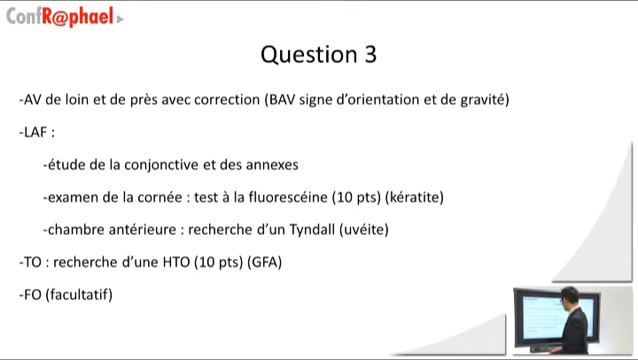 ConfR@phael
Question 3
-AV de loin et de près avec correction (BAV signe d'orientation et de gravité)
-LAF :
-étude de la conjonctive et des annexes
-examen de la cornée : test à la fluorescéine (10 pts) (kératite)
-chambre antérieure : recherche d'un Tyndall (uvéite)
-TO : recherche d'une HTO (10 pts) (GFA)
-FO (facultatif)